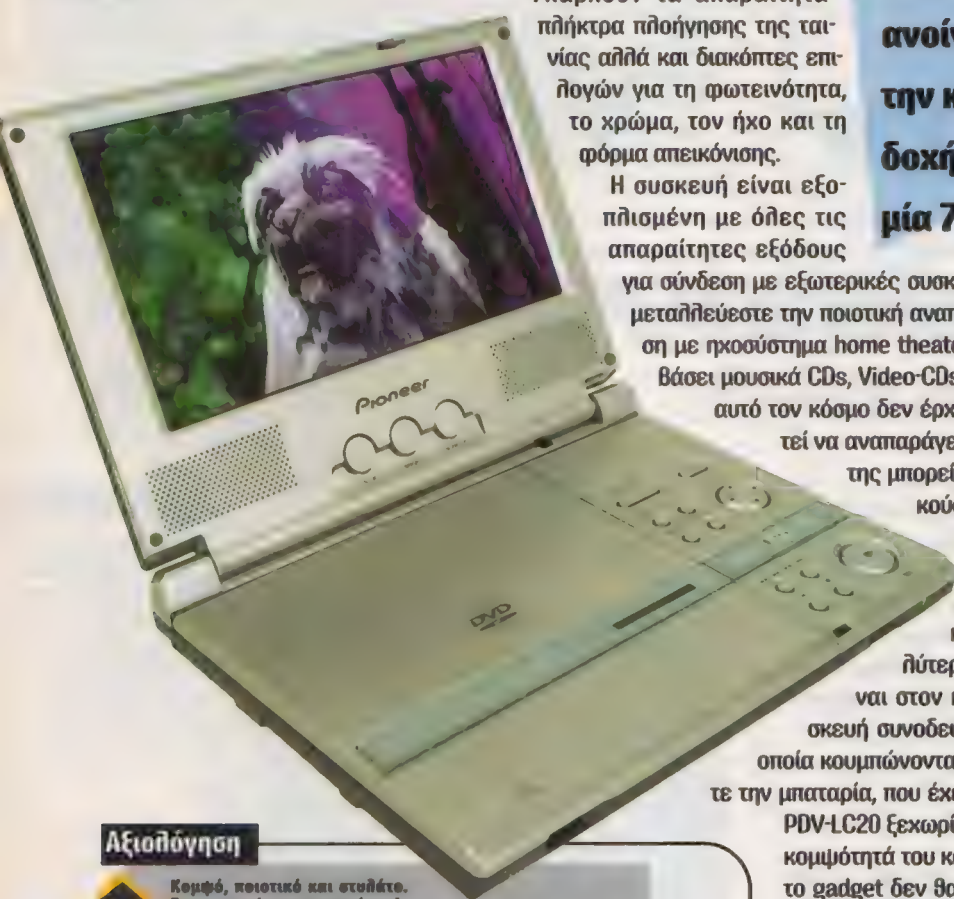 πλήκτρα πλοήγησης της ται-
νίας αλλά και διακόπτες επι-
λογών για τη φωτεινότητα,
το χρώμα, τον ήχο και τη
φόρμα απεικόνισης.
Η συσκευή είναι εξο-
πλισμένη με όλες τις
απαραίτητες εξόδους
για σύνδεση με εξωτερικές συσκ
μεταλλεύεστε την ποιοτική αναπ
ση με ηχοσύστημα home theate
βάσει μουσικά CDs, Video-CDs
αυτό τον κόσμο δεν έρχ
τεί να αναπαράγε
της μπορεί
κού
λύτερ
ναι στον
σκευή συνοδευ
οποία κουμπώνοντα
τε την μπαταρία, που έχε
PDV-LC20 ξεχωρί
κομψότητά του κ
το gadget δεν θα
ανοίγ
την κ
δοχή
μία 7
Pioneer
DVD
Αξιολόγηση
Κομψό, ποιοτικό και στυλάτο.